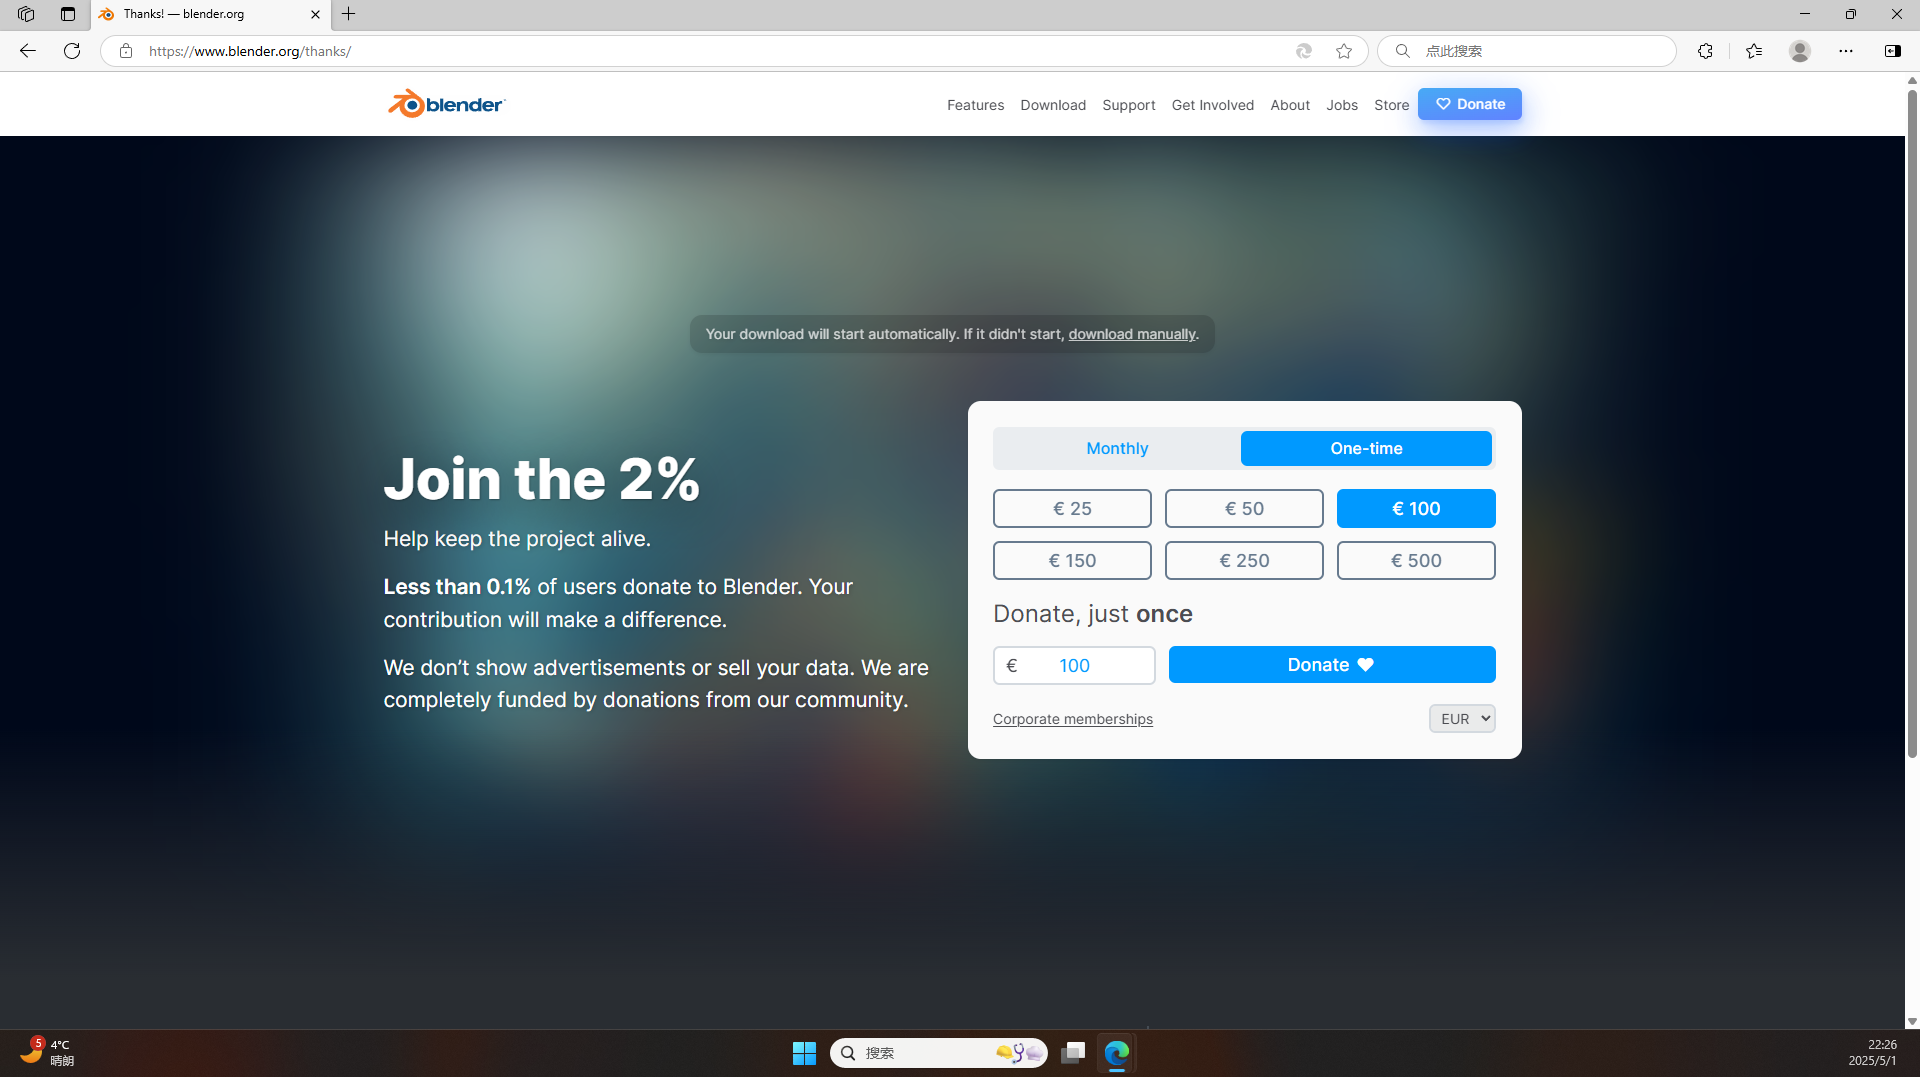 Thanks! — blender.org
https://www.blender.org/thanks/
点此搜索
blender
Features
Download
Support
Get Involved
About
Jobs
Store
Donate
Your download will start automatically. If it didn't start, download manually.
Join the 2%
Help keep the project alive.
Less than 0.1% of users donate to Blender. Your
contribution will make a difference.
We don’t show advertisements or sell your data. We are
completely funded by donations from our community.
Monthly
One-time
€ 25
€ 50
€ 100
€ 150
€ 250
€ 500
Donate, just once
€ 100
Donate
Corporate memberships
EUR
5
4°C
晴朗
搜索
22:26
2025/5/1